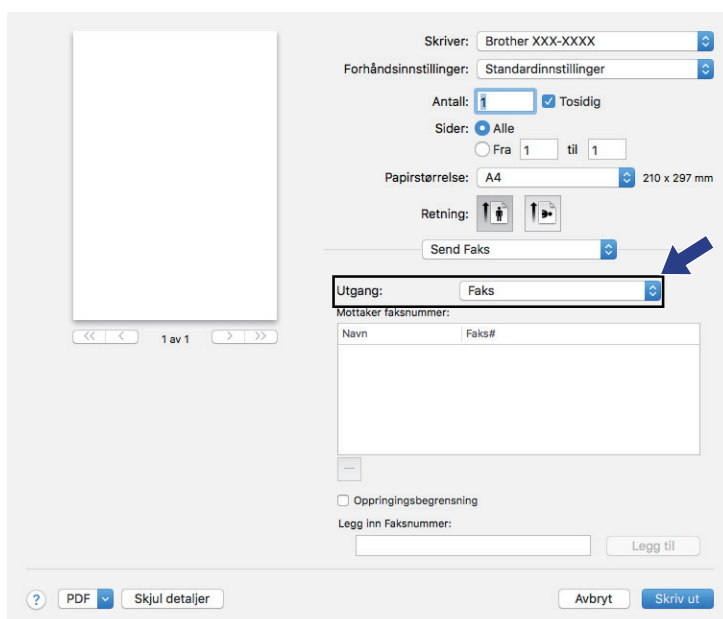 Skriver: Brother XXX-XXXX
Forhåndsinnstillinger: Standardinnstillinger
Antall: 1 Tosidig
Sider: Alle
Fra 1 til 1
Papirstørrelse: A4 210 x 297 mm
Retning:
Send Faks
Utgang: Faks
Mottaker faksnummer:
Navn Faks#
<< < 1 av 1 > >>
Oppringingsbegrensning
Legg inn Faksnummer:
Legg til
? PDF Skjul detaljer Avbryt Skriv ut